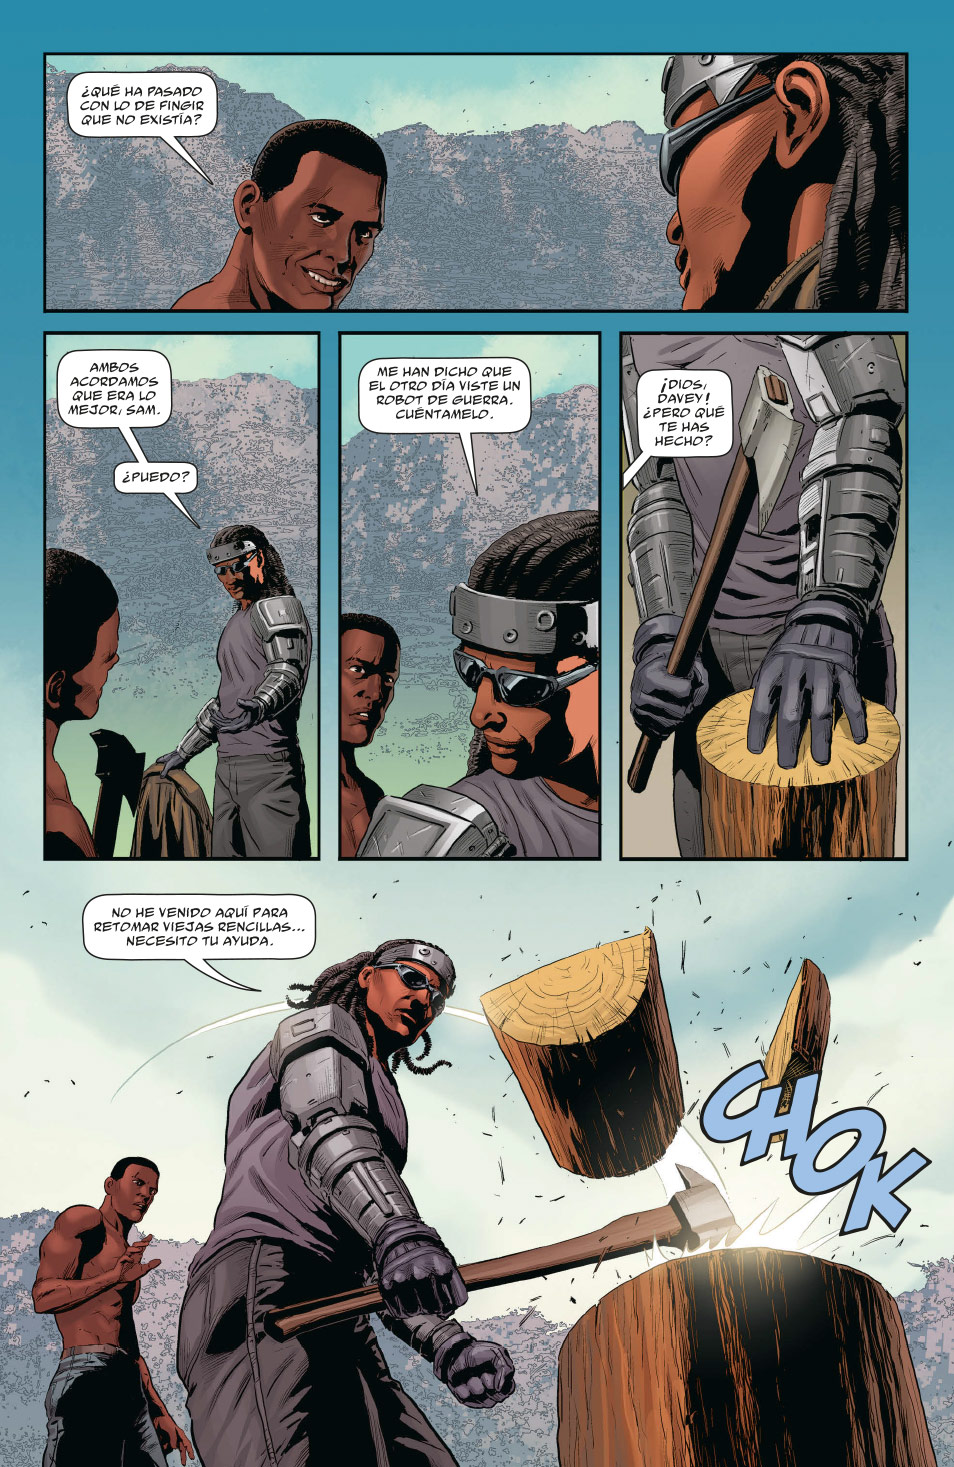 ¿QUÉ HA PASADO
CON LO DE FINGIR
QUE NO EXISTÍA?
AMBOS
ACORDAMOS
QUE ERA LO
MEJOR, SAM.
¿PUEDO?
ME HAN DICHO QUE
EL OTRO DÍA VISTE UN
ROBOT DE GUERRA.
CUÉNTAMELO.
¡DIOS,
DAVEY!
¿PERO QUÉ
TE HAS
HECHO?
NO HE VENIDO AQUÍ PARA
RETOMAR VIEJAS RENCILLAS...
NECESITO TU AYUDA.
CHOK